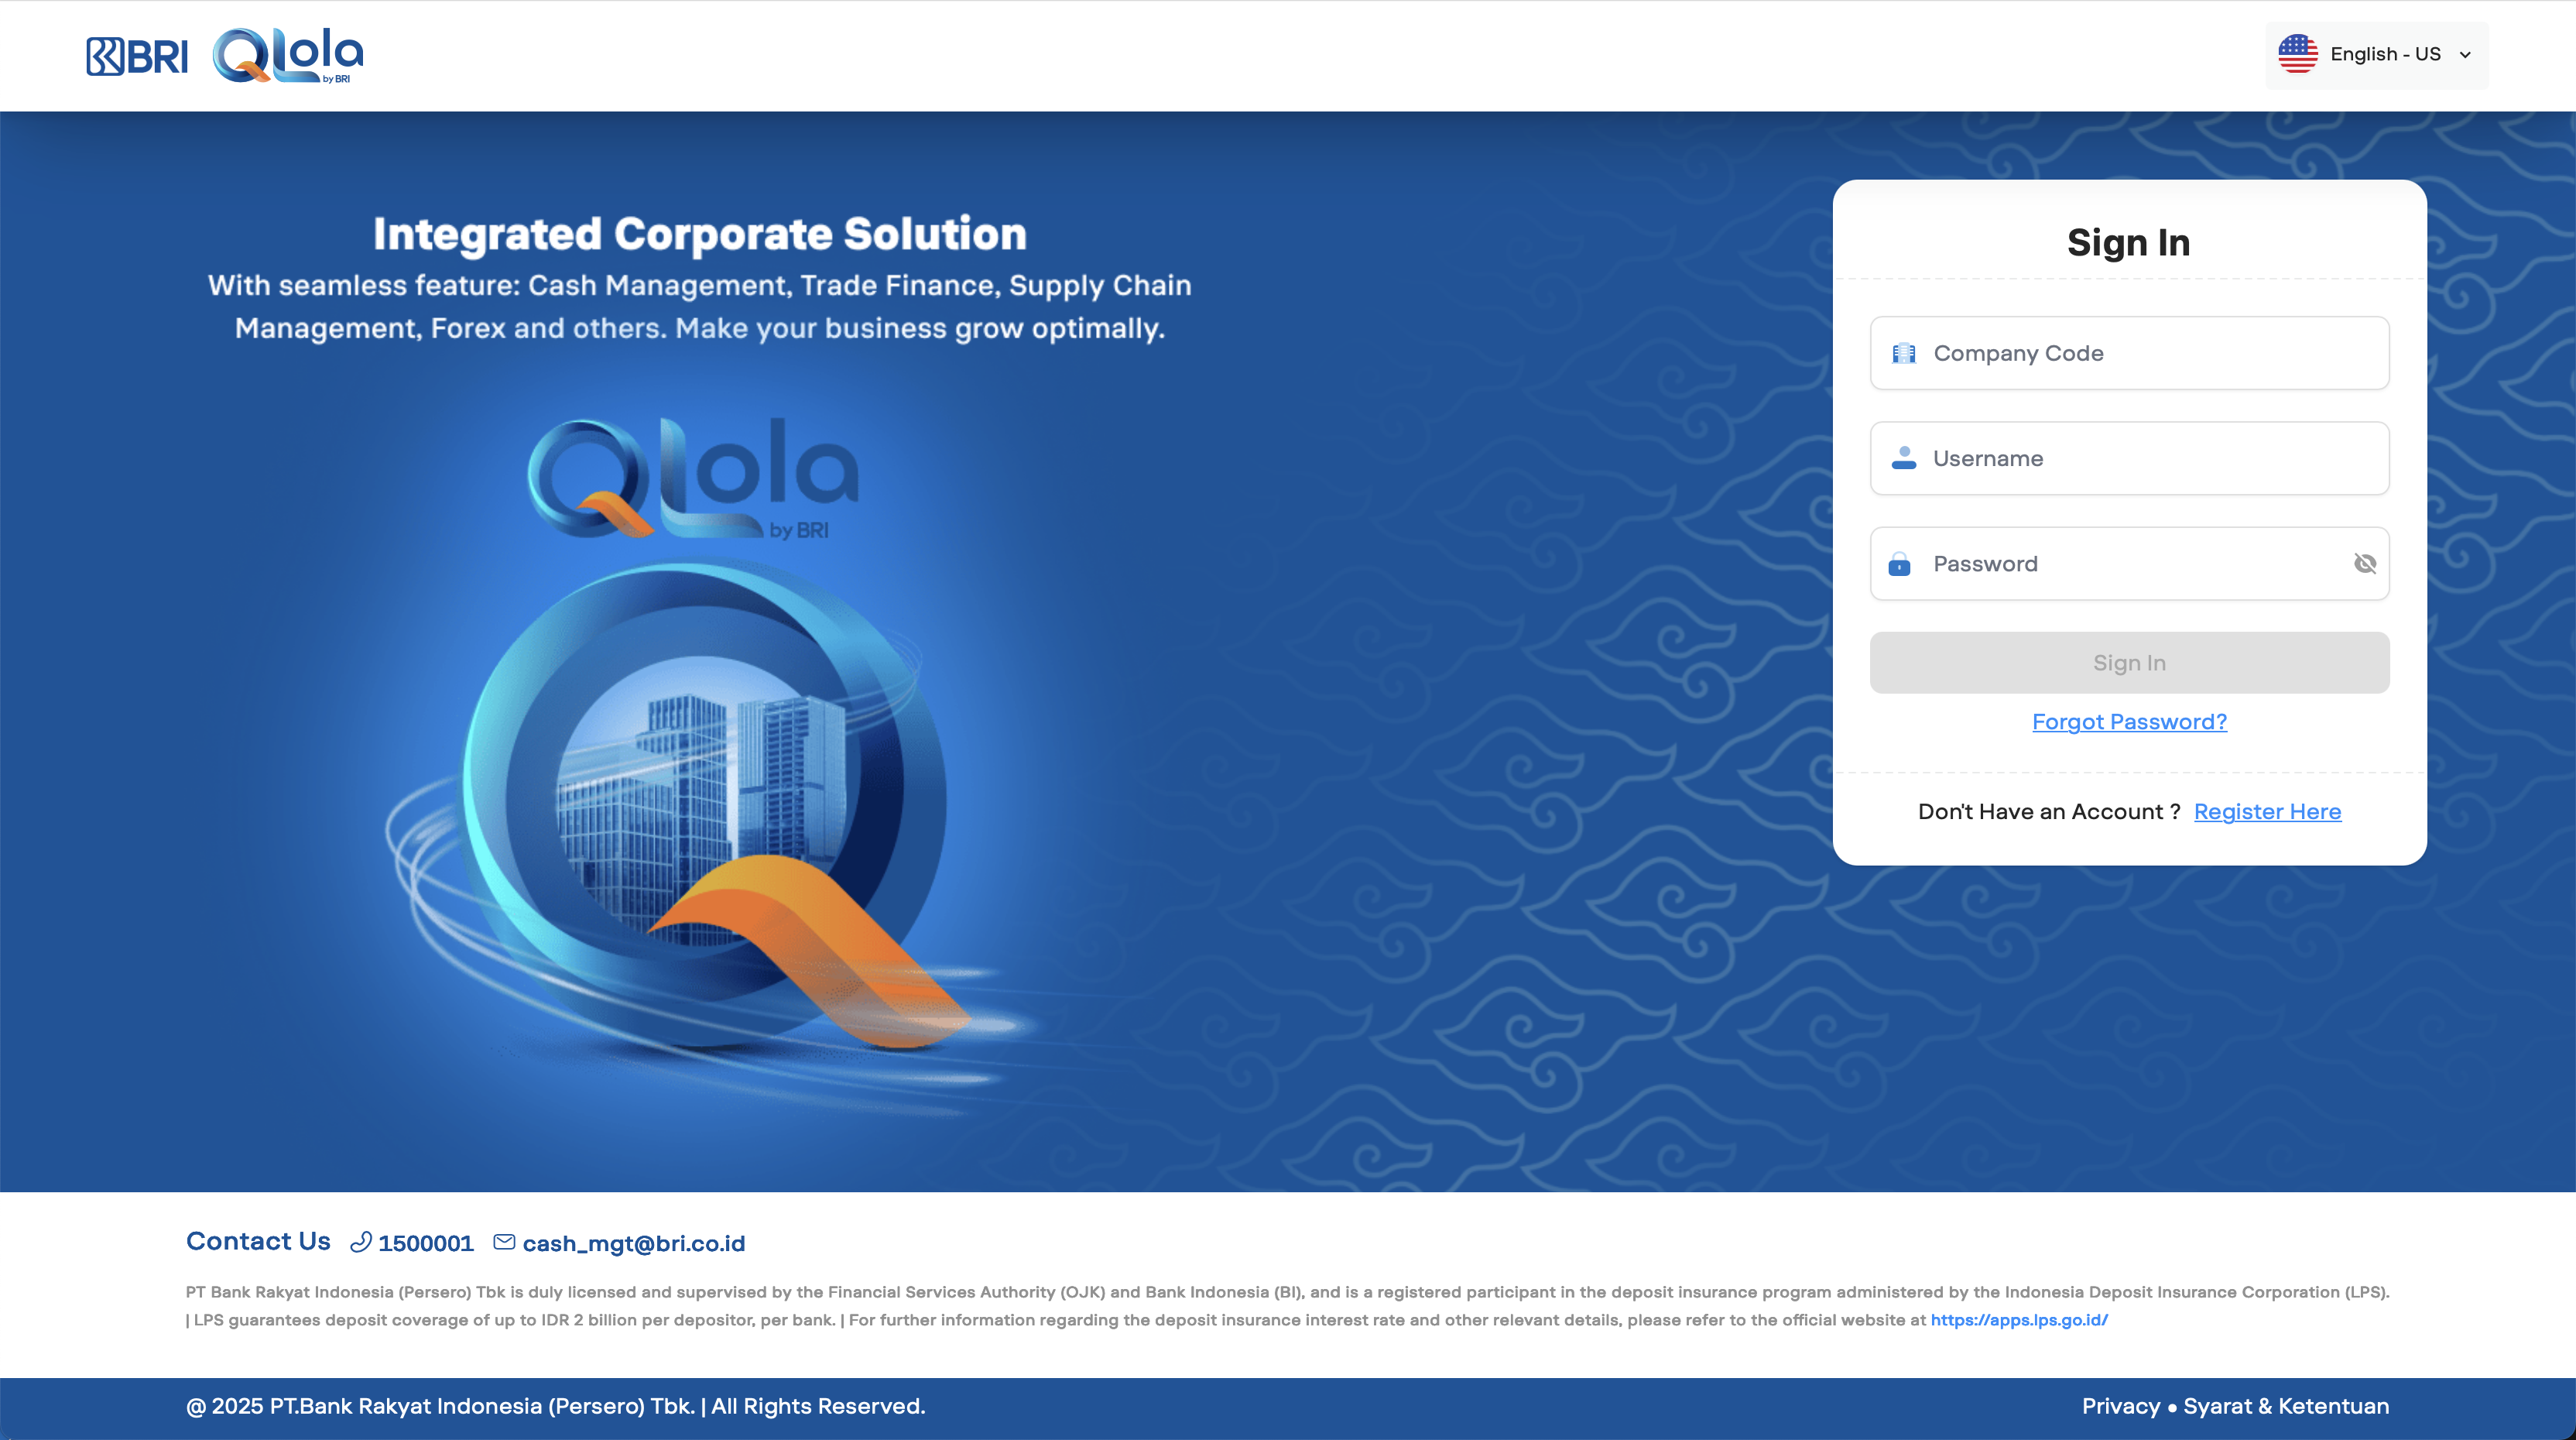 BRI QLola by BRI
English - US
Integrated Corporate Solution
With seamless feature: Cash Management, Trade Finance, Supply Chain
Management, Forex and others. Make your business grow optimally.
QLola
by BRI
Sign In
Company Code
Username
Password
Sign In
Forgot Password?
Don't Have an Account ? Register Here
Contact Us 1500001 cash_mgt@bri.co.id
PT Bank Rakyat Indonesia (Persero) Tbk is duly licensed and supervised by the Financial Services Authority (OJK) and Bank Indonesia (BI), and is a registered participant in the deposit insurance program administered by the Indonesia Deposit Insurance Corporation (LPS).
| LPS guarantees deposit coverage of up to IDR 2 billion per depositor, per bank. | For further information regarding the deposit insurance interest rate and other relevant details, please refer to the official website at https://apps.lps.go.id/
@ 2025 PT.Bank Rakyat Indonesia (Persero) Tbk. | All Rights Reserved.
Privacy • Syarat & Ketentuan